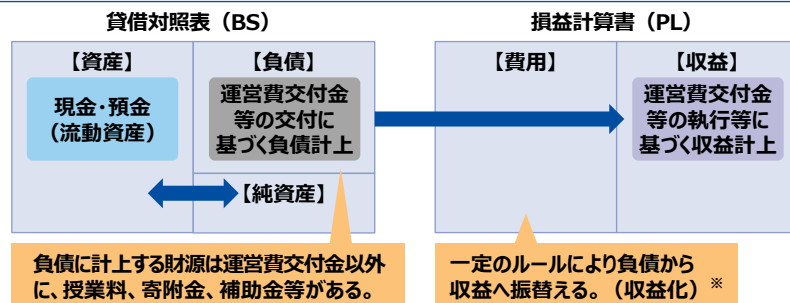 貸借対照表（BS）
【資産】
現金・預金
（流動資産）
【負債】
運営費交付金
等の交付に
基づく負債計上
【純資産】
負債に計上する財源は運営費交付金以外
に、授業料、寄附金、補助金等がある。
損益計算書（PL）
【費用】
【収益】
運営費交付金
等の執行等に
基づく収益計上
一定のルールにより負債から
収益へ振替える。（収益化）※